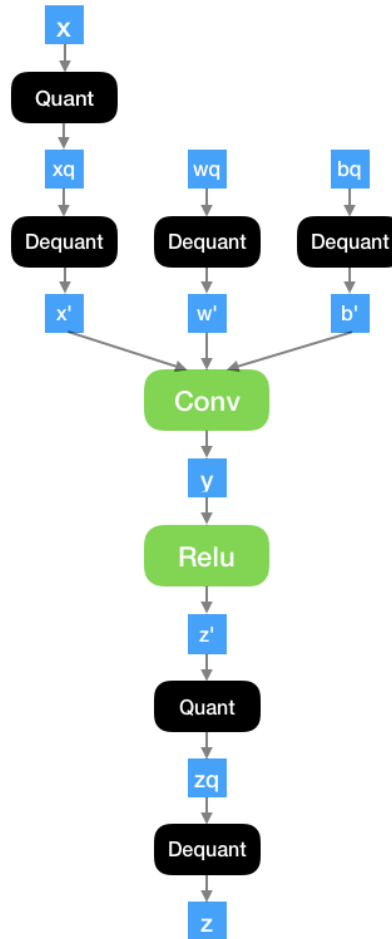 x
Quant
xq wq bq
Dequant Dequant Dequant
x' w' b'
Conv
y
Relu
z'
Quant
zq
Dequant
z